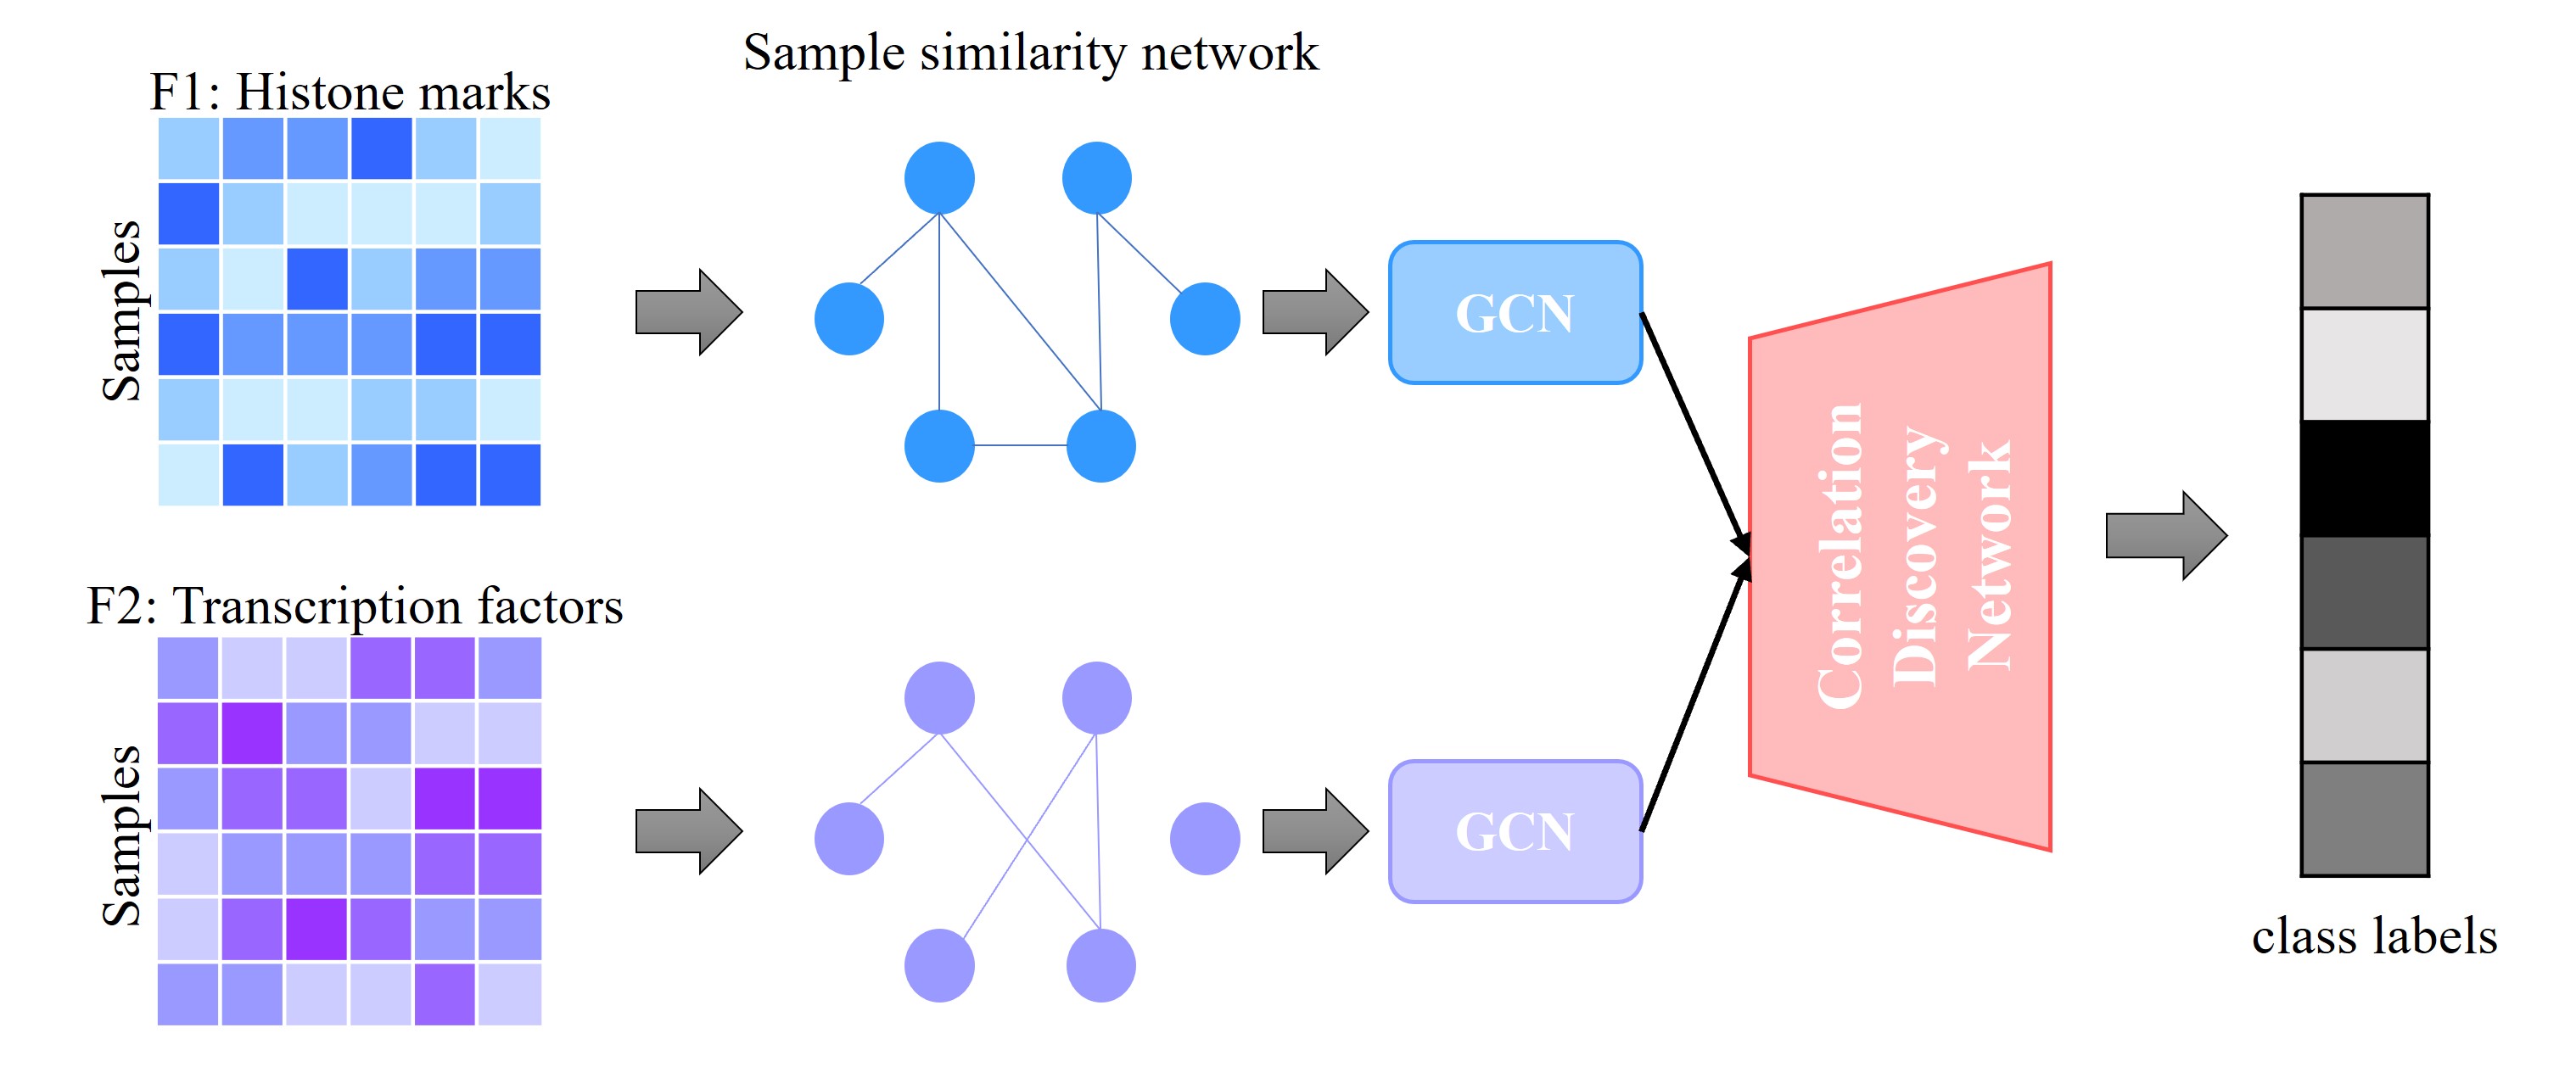 Sample similarity network
F1: Histone marks
Samples
GCN
F2: Transcription factors
Samples
GCN
Correlation
Discovery
Network
class labels